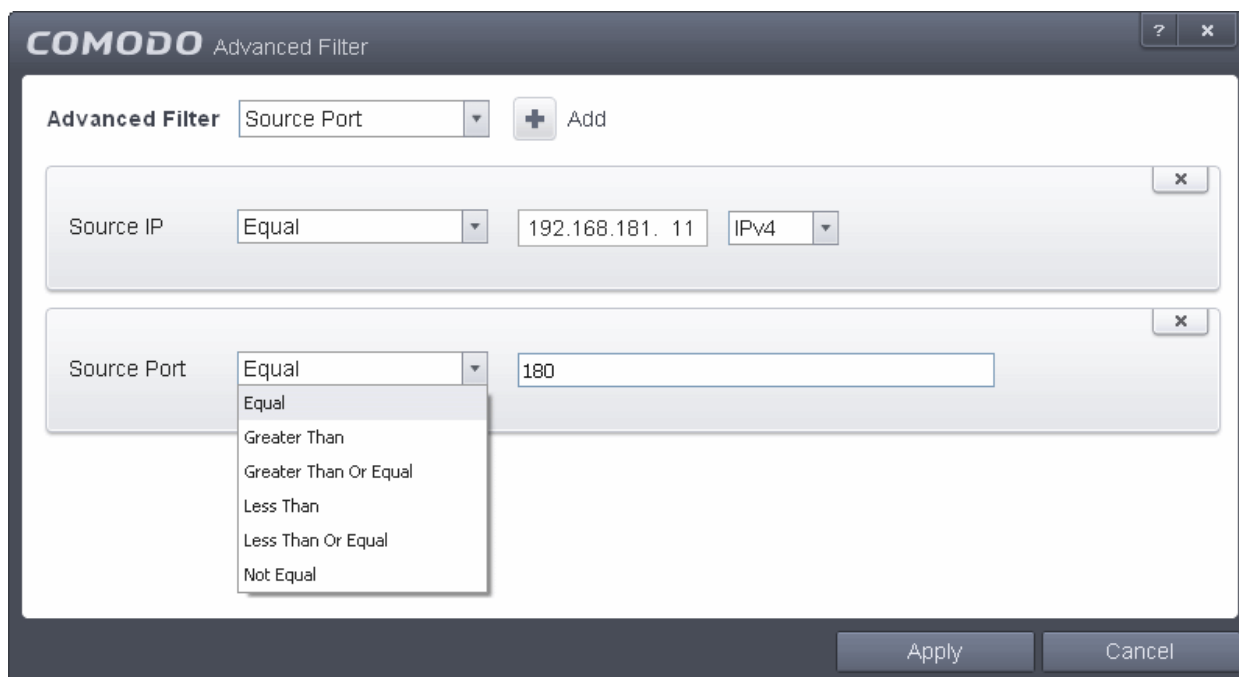 COMODO Advanced Filter ? x
Advanced Filter Source Port + Add
x
Source IP Equal 192.168.181. 11 IPv4
x
Source Port Equal 180
Equal
Greater Than
Greater Than Or Equal
Less Than
Less Than Or Equal
Not Equal
Apply Cancel